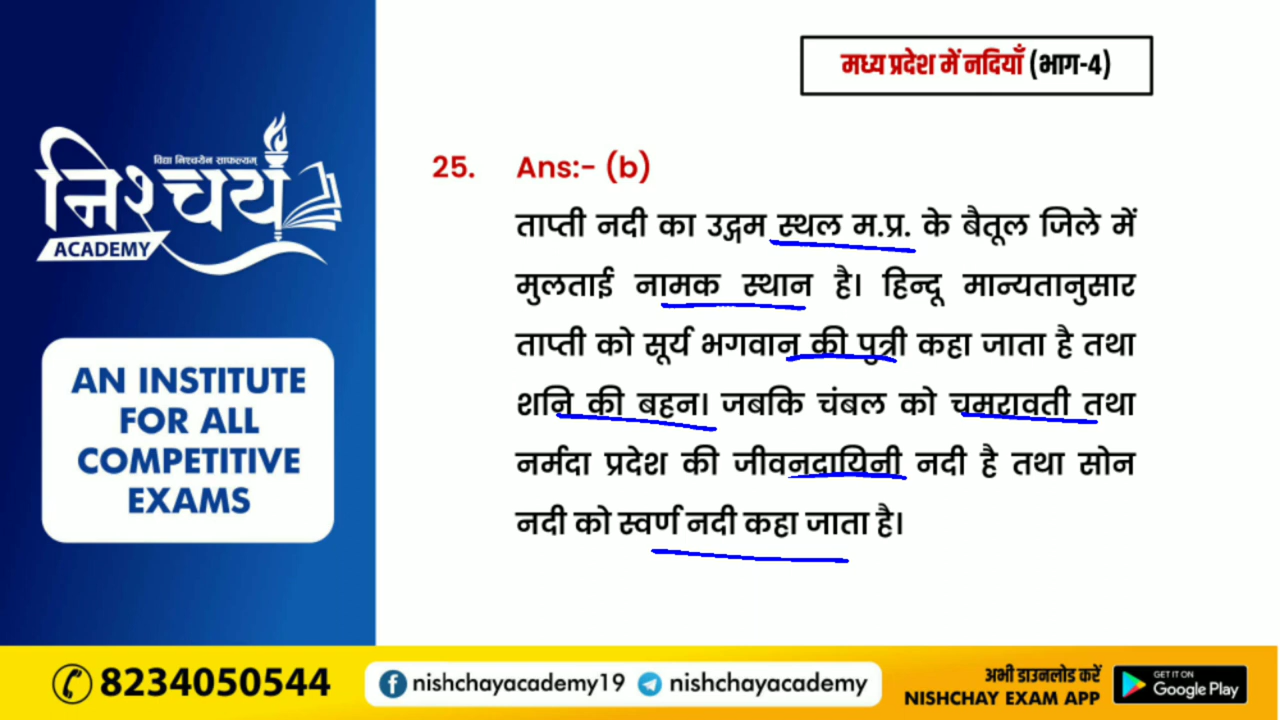 मध्य प्रदेश में नदियाँ (भाग-4)
विद्या निश्चयेन साफल्यम्
निश्चय
ACADEMY
AN INSTITUTE
FOR ALL
COMPETITIVE
EXAMS
25. Ans:- (b)
ताप्ती नदी का उद्गम स्थल म.प्र. के बैतूल जिले में
मुलताई नामक स्थान है। हिन्दू मान्यतानुसार
ताप्ती को सूर्य भगवान की पुत्री कहा जाता है तथा
शनि की बहन। जबकि चंबल को चमरावती तथा
नर्मदा प्रदेश की जीवनदायिनी नदी है तथा सोन
नदी को स्वर्ण नदी कहा जाता है।
8234050544
nishchayacademy19 nishchayacademy
अभी डाउनलोड करें
NISHCHAY EXAM APP
GET IT ON
Google Play